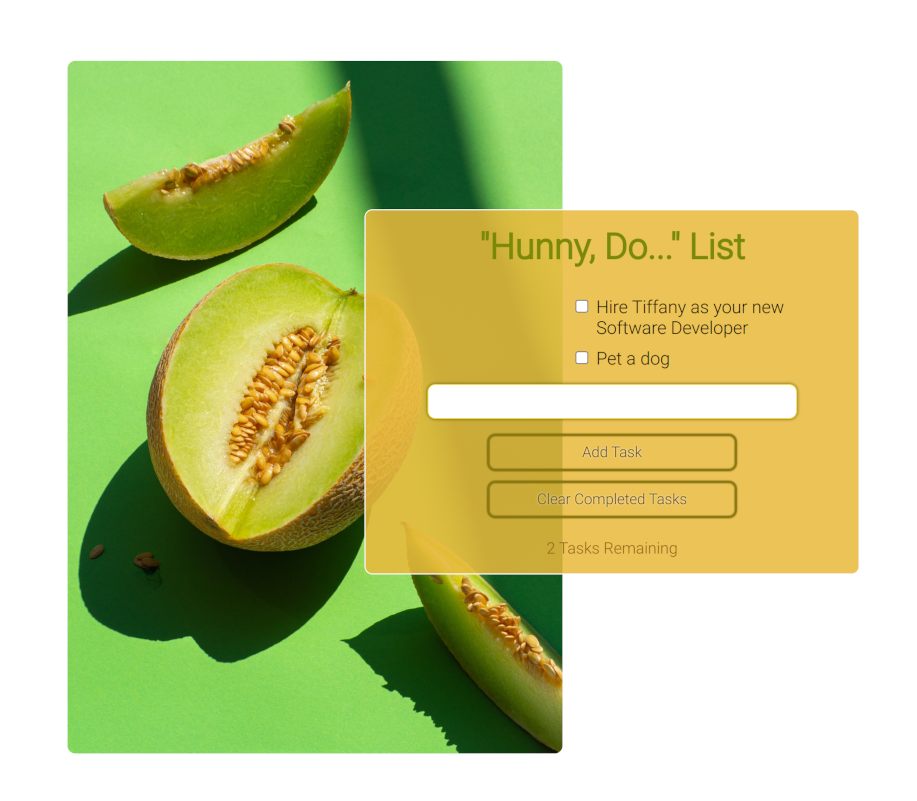 "Hunny, Do..." List
Hire Tiffany as your new
Software Developer
Pet a dog
Add Task
Clear Completed Tasks
2 Tasks Remaining